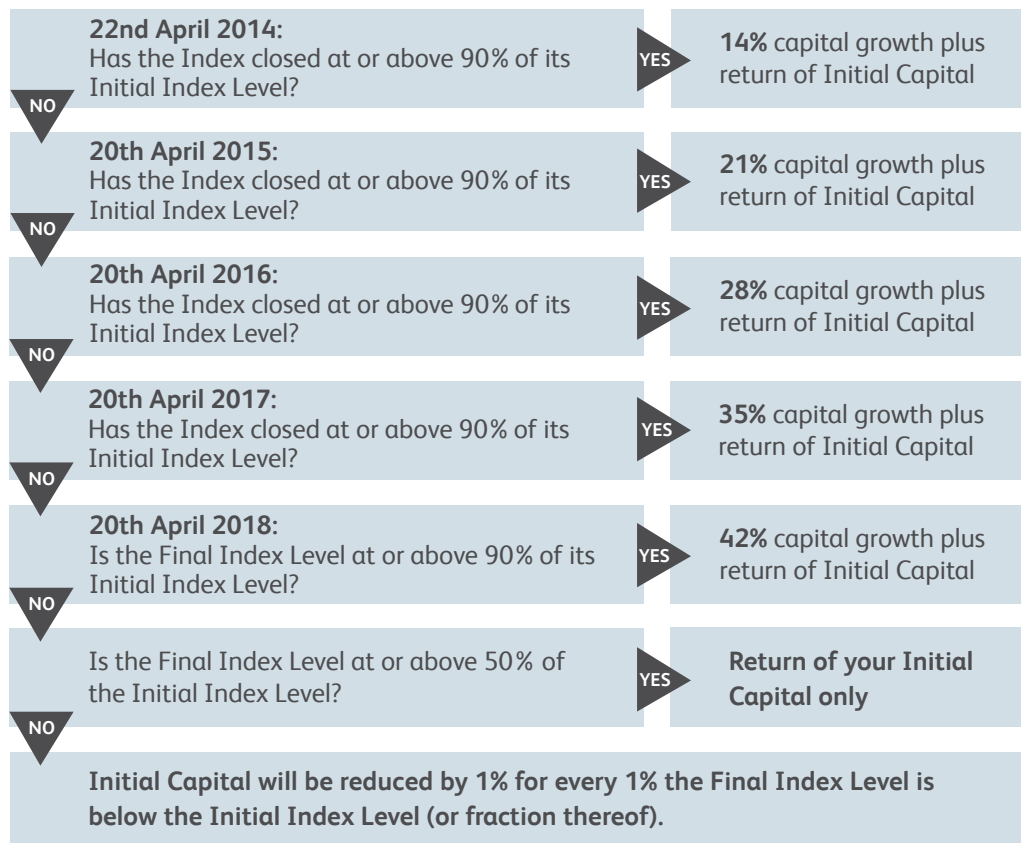 22nd April 2014:
Has the Index closed at or above 90% of its
Initial Index Level?
YES
14% capital growth plus
return of Initial Capital
NO
20th April 2015:
Has the Index closed at or above 90% of its
Initial Index Level?
YES
21% capital growth plus
return of Initial Capital
NO
20th April 2016:
Has the Index closed at or above 90% of its
Initial Index Level?
YES
28% capital growth plus
return of Initial Capital
NO
20th April 2017:
Has the Index closed at or above 90% of its
Initial Index Level?
YES
35% capital growth plus
return of Initial Capital
NO
20th April 2018:
Is the Final Index Level at or above 90% of its
Initial Index Level?
YES
42% capital growth plus
return of Initial Capital
NO
Is the Final Index Level at or above 50% of
the Initial Index Level?
YES
Return of your Initial
Capital only
NO
Initial Capital will be reduced by 1% for every 1% the Final Index Level is
below the Initial Index Level (or fraction thereof).